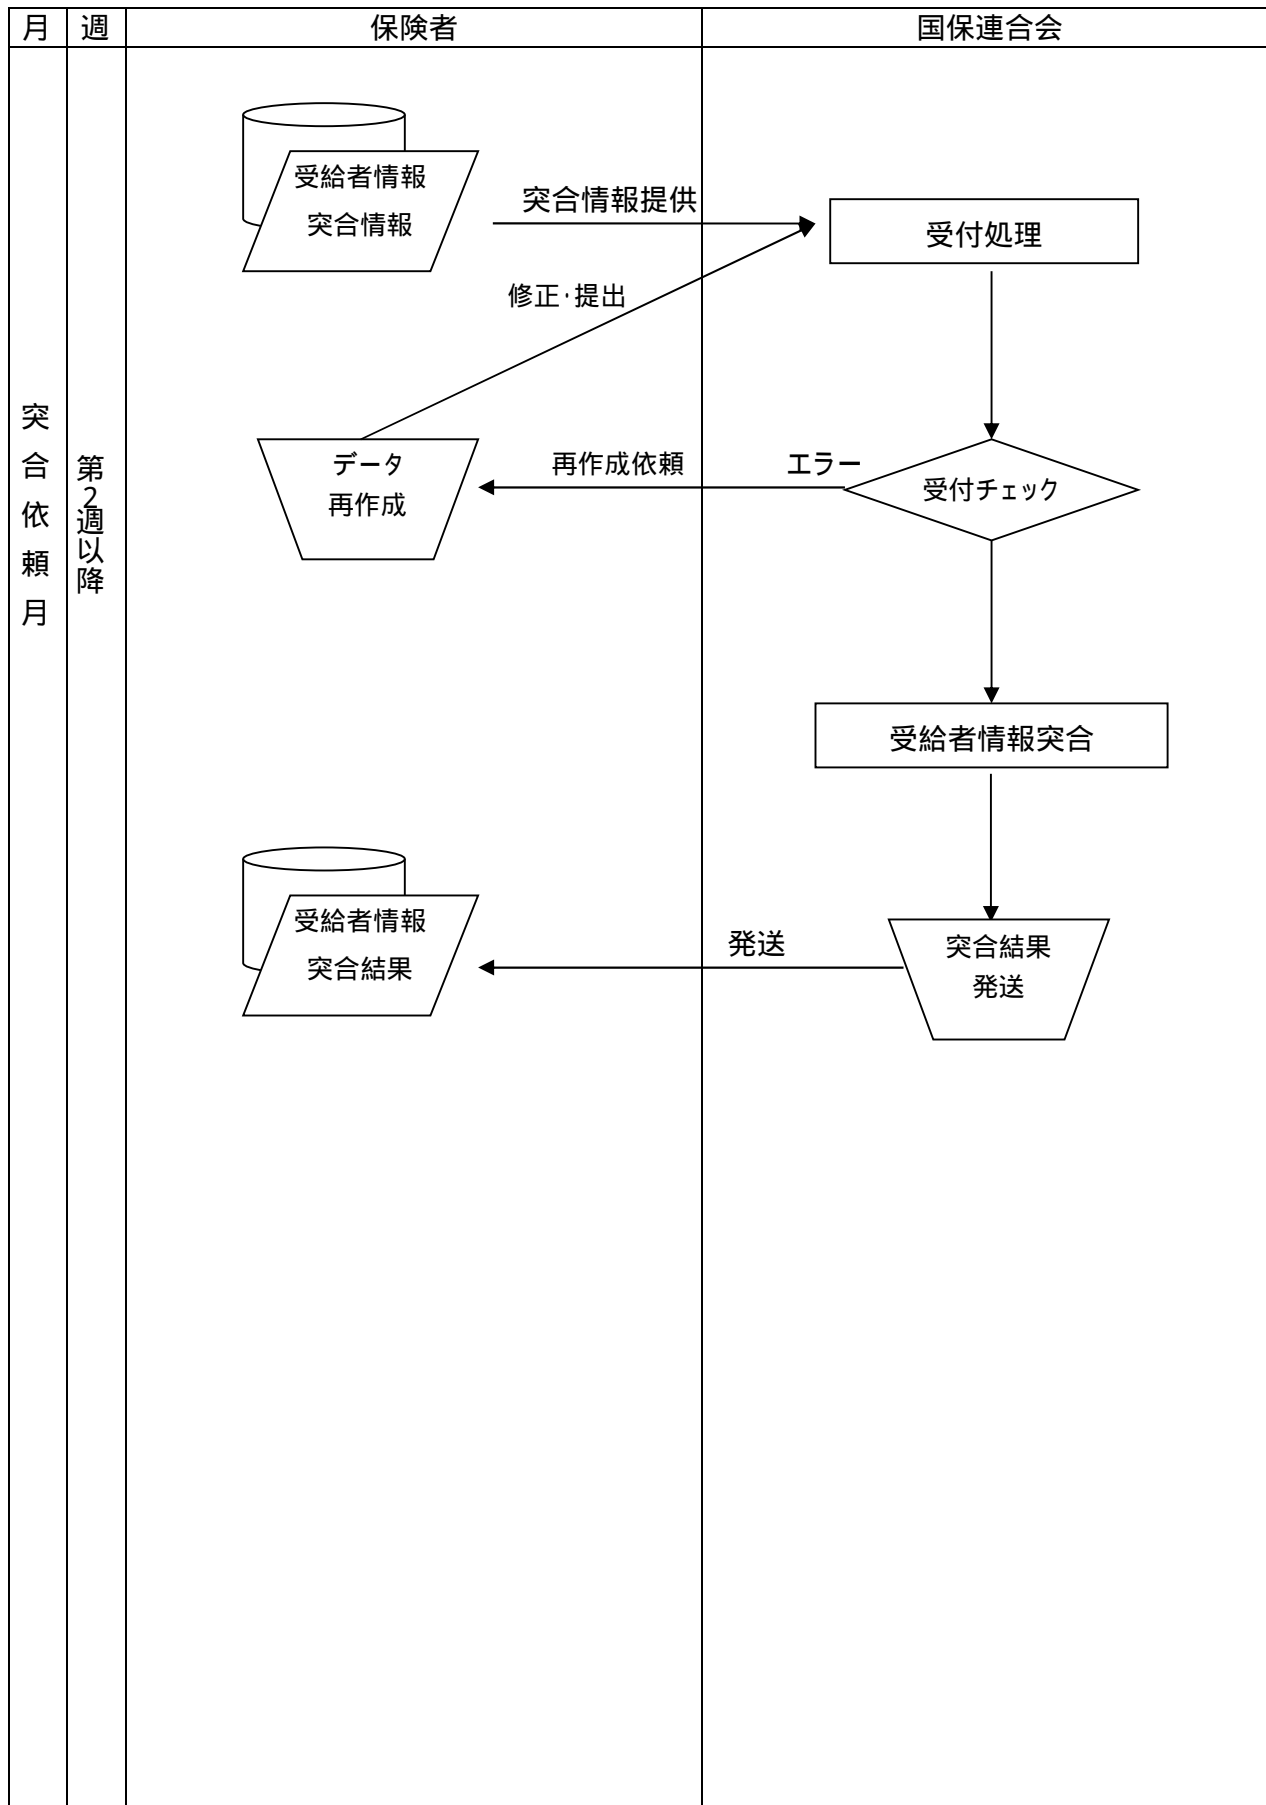 月 週 保険者 国保連合会
受給者情報
突合情報
突合情報提供
受付処理
修正・提出
突合依頼月
第2週以降
データ
再作成
再作成依頼
エラー
受付チェック
受給者情報突合
受給者情報
突合結果
発送
突合結果
発送